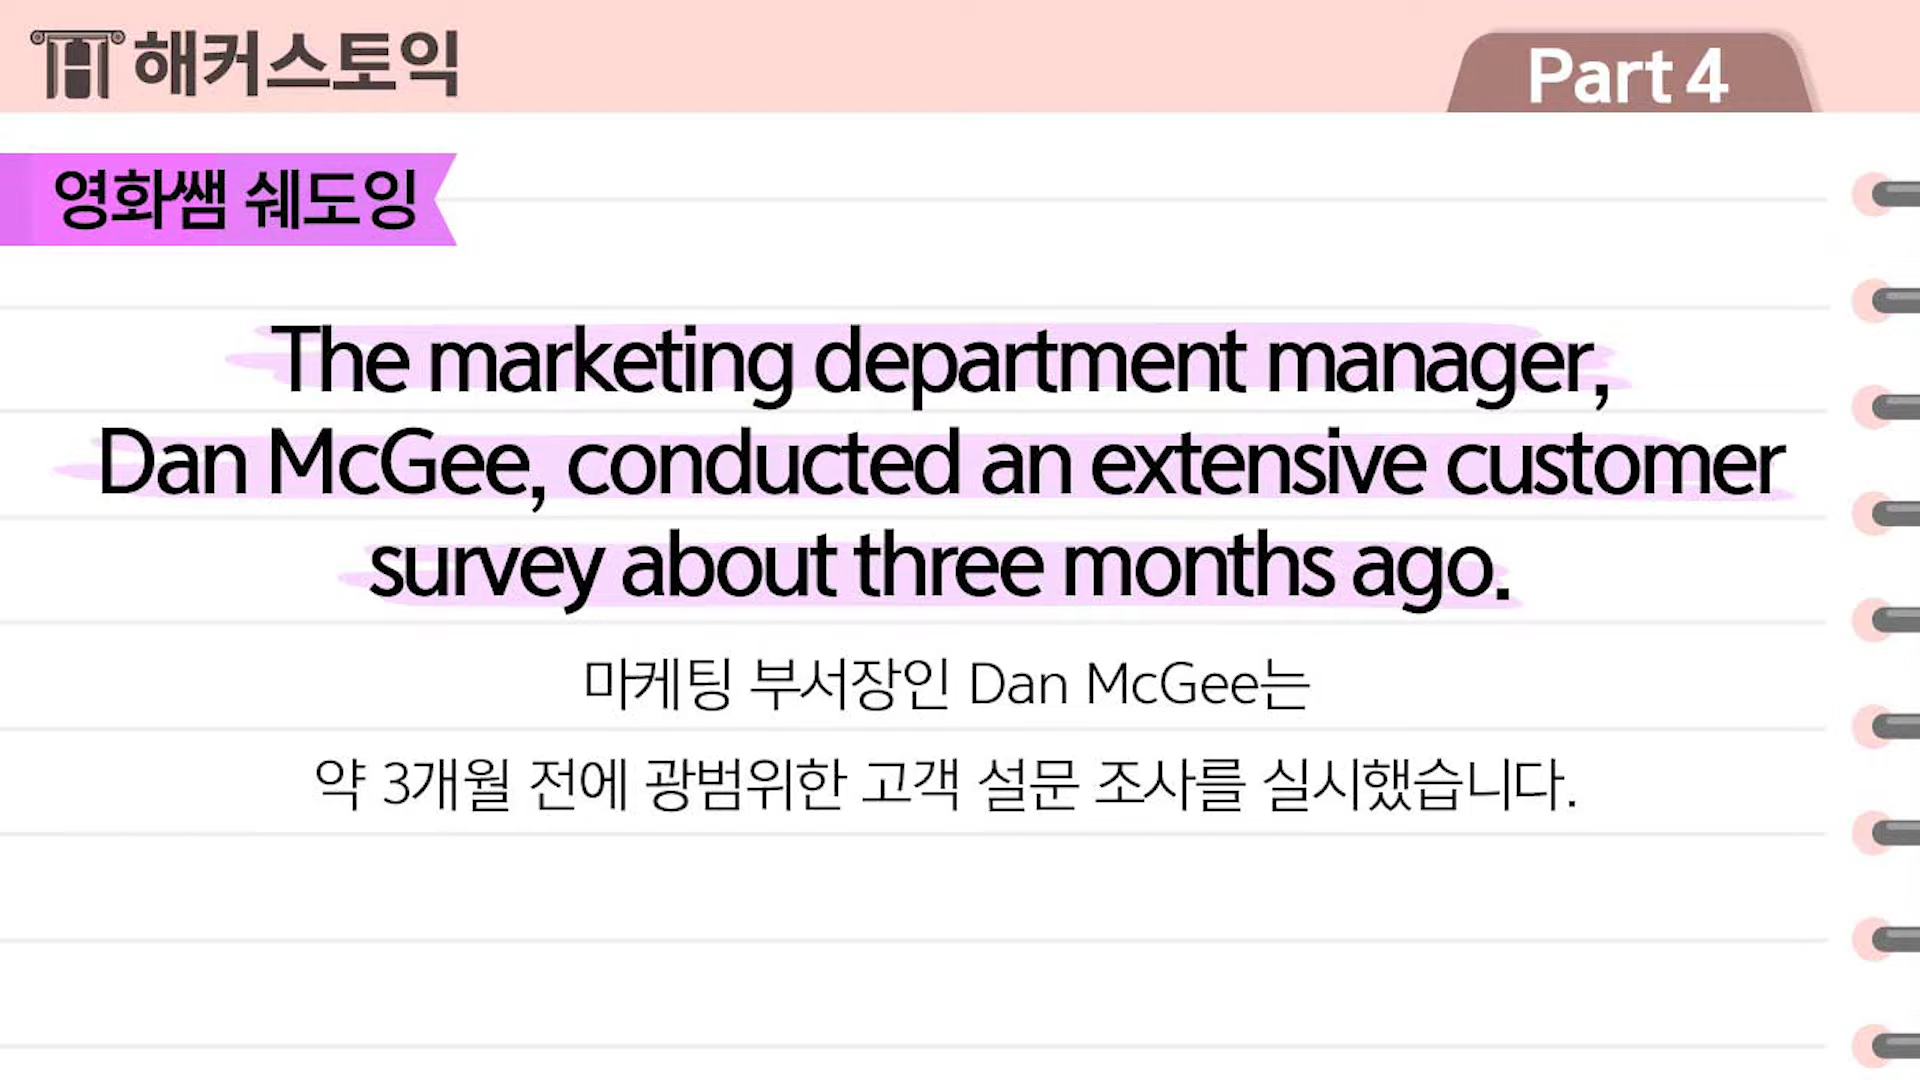 해커스토익
Part 4
영화쌤 쉐도잉
The marketing department manager,
Dan McGee, conducted an extensive customer
survey about three months ago.
마케팅 부서장인 Dan McGee는
약 3개월 전에 광범위한 고객 설문 조사를 실시했습니다.